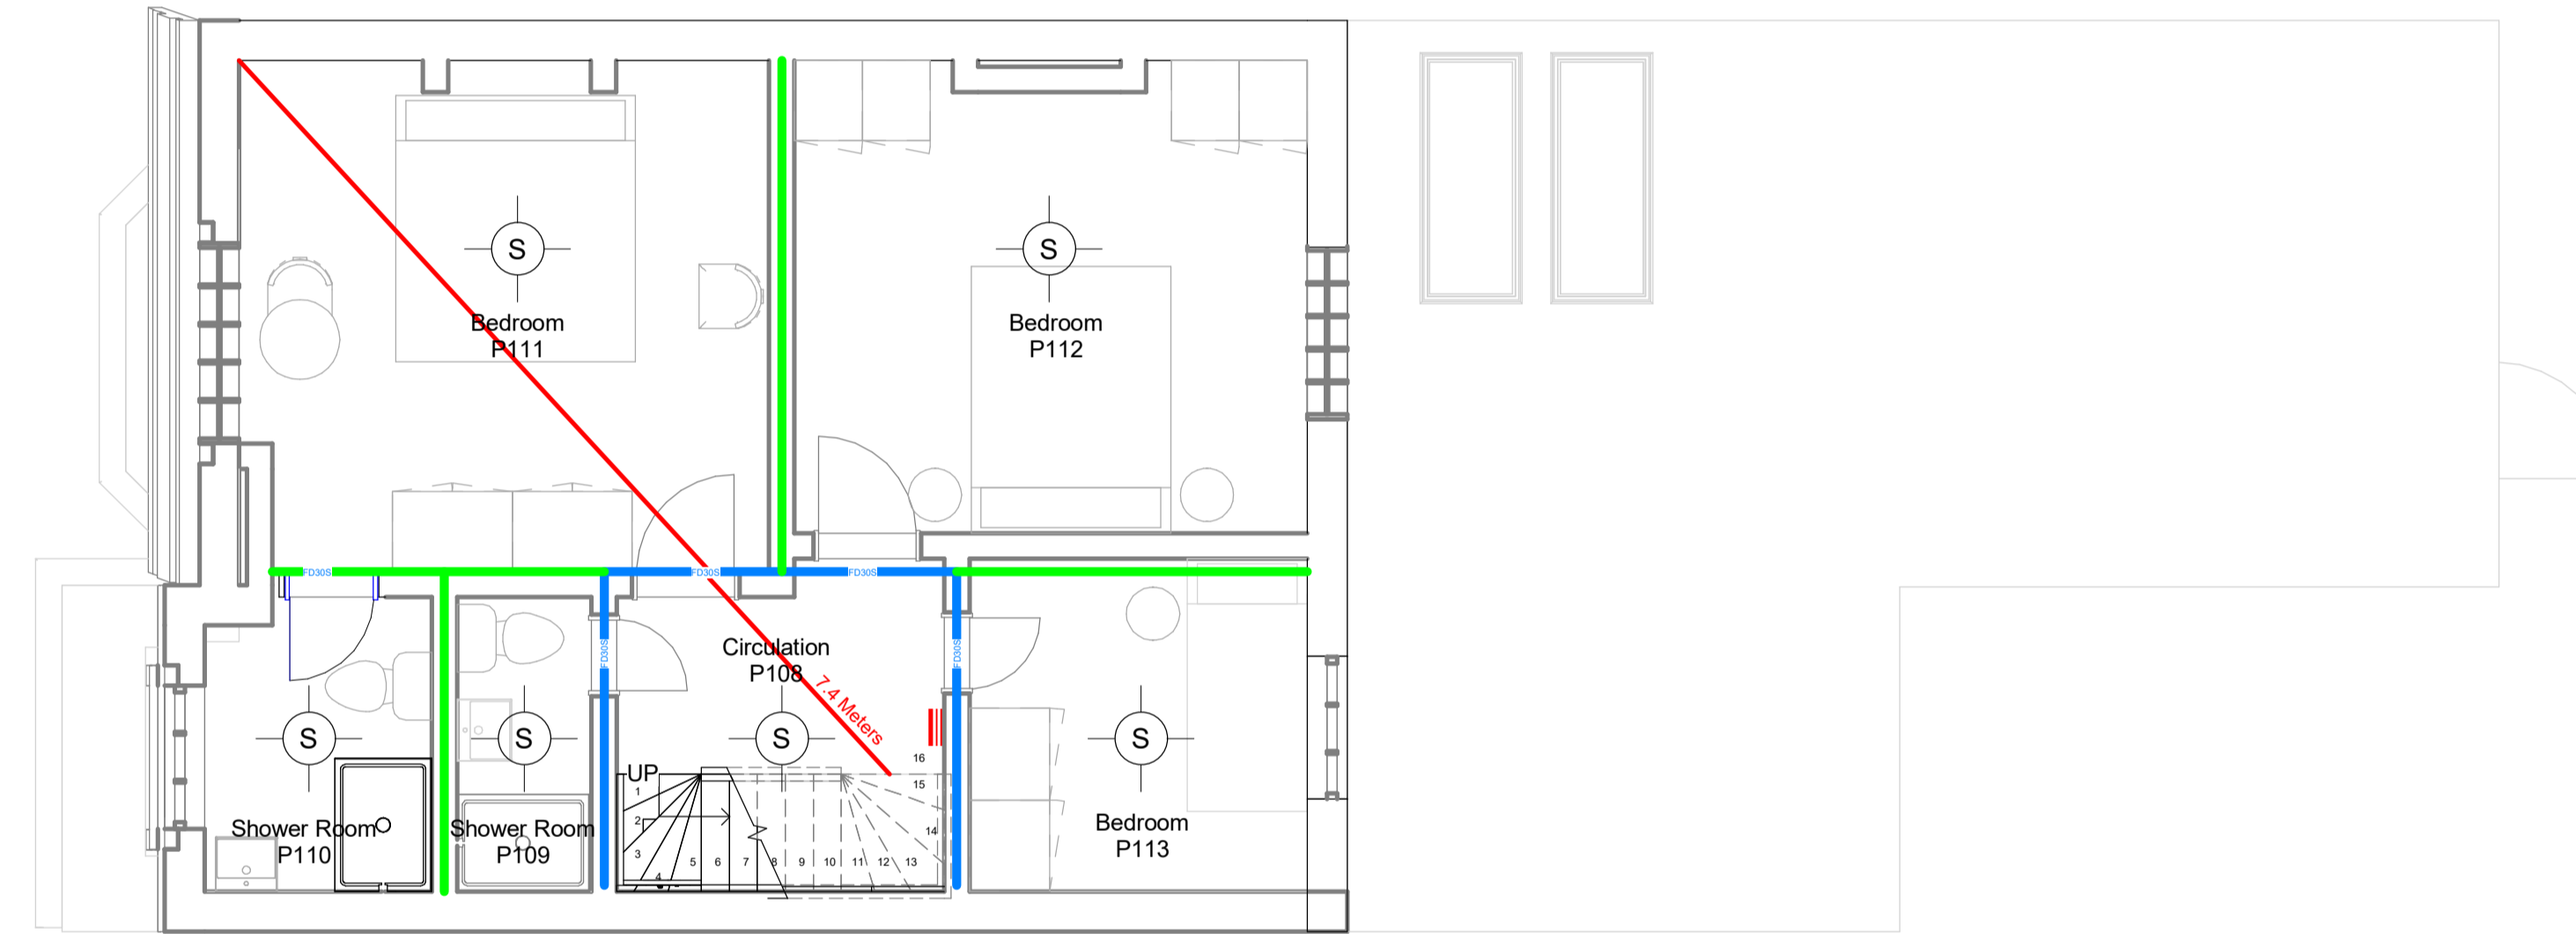 S
S
Bedroom
P111
Bedroom
P112
FD30S
FD30S
FD30S
FD30S
FD30S
Circulation
P108
7.4 Meters
S
S
S
S
UP
16
15
14
13
12
11
10
9
8
7
6
5
4
3
2
1
Shower Room
P110
Shower Room
P109
Bedroom
P113